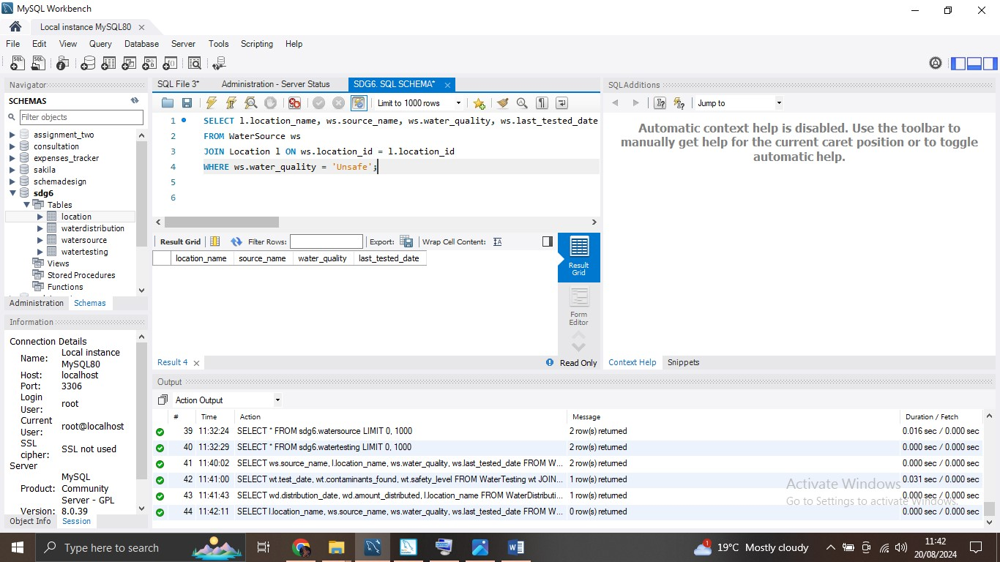 MySQL Workbench
Local instance MySQL80
File Edit View Query Database Server Tools Scripting Help
Navigator
SCHEMAS
Filter objects
assignment_two
consultation
expenses_tracker
sakila
schemadesign
sdg6
Tables
location
waterdistribution
watersource
watertesting
Views
Stored Procedures
Functions
Administration Schemas
Information
Connection Details
Name: Local instance MySQL80
Host: localhost
Port: 3306
Login User: root
Current User: root@localhost
SSL cipher: SSL not used
Server
Product: MySQL Community Server - GPL
Version: 8.0.39
Object Info Session
SQL File 3* Administration - Server Status SDG6. SQL SCHEMA*
Limit to 1000 rows
1 SELECT l.location_name, ws.source_name, ws.water_quality, ws.last_tested_date
2 FROM WaterSource ws
3 JOIN Location l ON ws.location_id = l.location_id
4 WHERE ws.water_quality = 'Unsafe';
5
6
Result Grid Filter Rows: Export: Wrap Cell Content:
location_name source_name water_quality last_tested_date
Result Grid
Form Editor
Result 4 Read Only
SQLAdditions
Jump to
Automatic context help is disabled. Use the toolbar to
manually get help for the current caret position or to toggle
automatic help.
Context Help Snippets
Output
Action Output
# Time Action Message Duration / Fetch
39 11:32:24 SELECT * FROM sdg6.watersource LIMIT 0, 1000 2 row(s) returned 0.016 sec / 0.000 sec
40 11:32:29 SELECT * FROM sdg6.watertesting LIMIT 0, 1000 2 row(s) returned 0.000 sec / 0.000 sec
41 11:40:02 SELECT ws.source_name, l.location_name, ws.water_quality, ws.last_tested_date FROM W... 2 row(s) returned 0.000 sec / 0.000 sec
42 11:41:00 SELECT wt.test_date, wt.contaminants_found, wt.safety_level FROM WaterTesting wt JOIN... 1 row(s) returned 0.031 sec / 0.000 sec
43 11:41:43 SELECT wd.distribution_date, wd.amount_distributed, l.location_name FROM WaterDistributi... 1 row(s) returned 0.000 sec / 0.000 sec
44 11:42:11 SELECT l.location_name, ws.source_name, ws.water_quality, ws.last_tested_date FROM W... 0 row(s) returned 0.000 sec / 0.000 sec
Activate Windows
Go to Settings to activate Windows.
Type here to search
19°C Mostly cloudy
11:42
20/08/2024